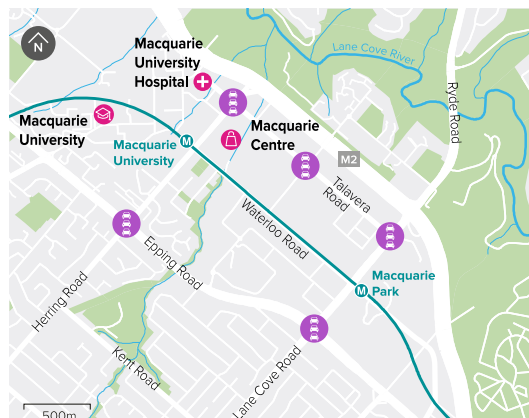 N
Macquarie
University
Hospital
Lane Cove River
Ryde Road
Macquarie
University
M
Macquarie
University
Macquarie
Centre
M2
Talavera
Road
Waterloo Road
Epping Road
Herring Road
M
Macquarie
Park
Kent Road
Lane Cove Road
500m